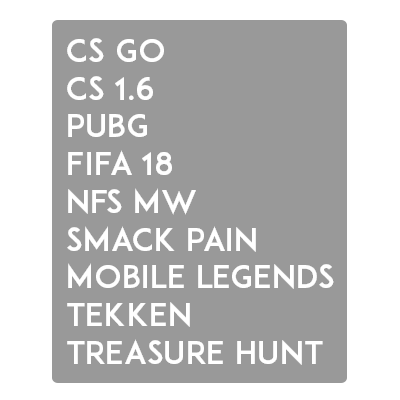 CS GO
CS 1.6
PUBG
FIFA 18
NFS MW
SMACK PAIN
MOBILE LEGENDS
TEKKEN
TREASURE HUNT